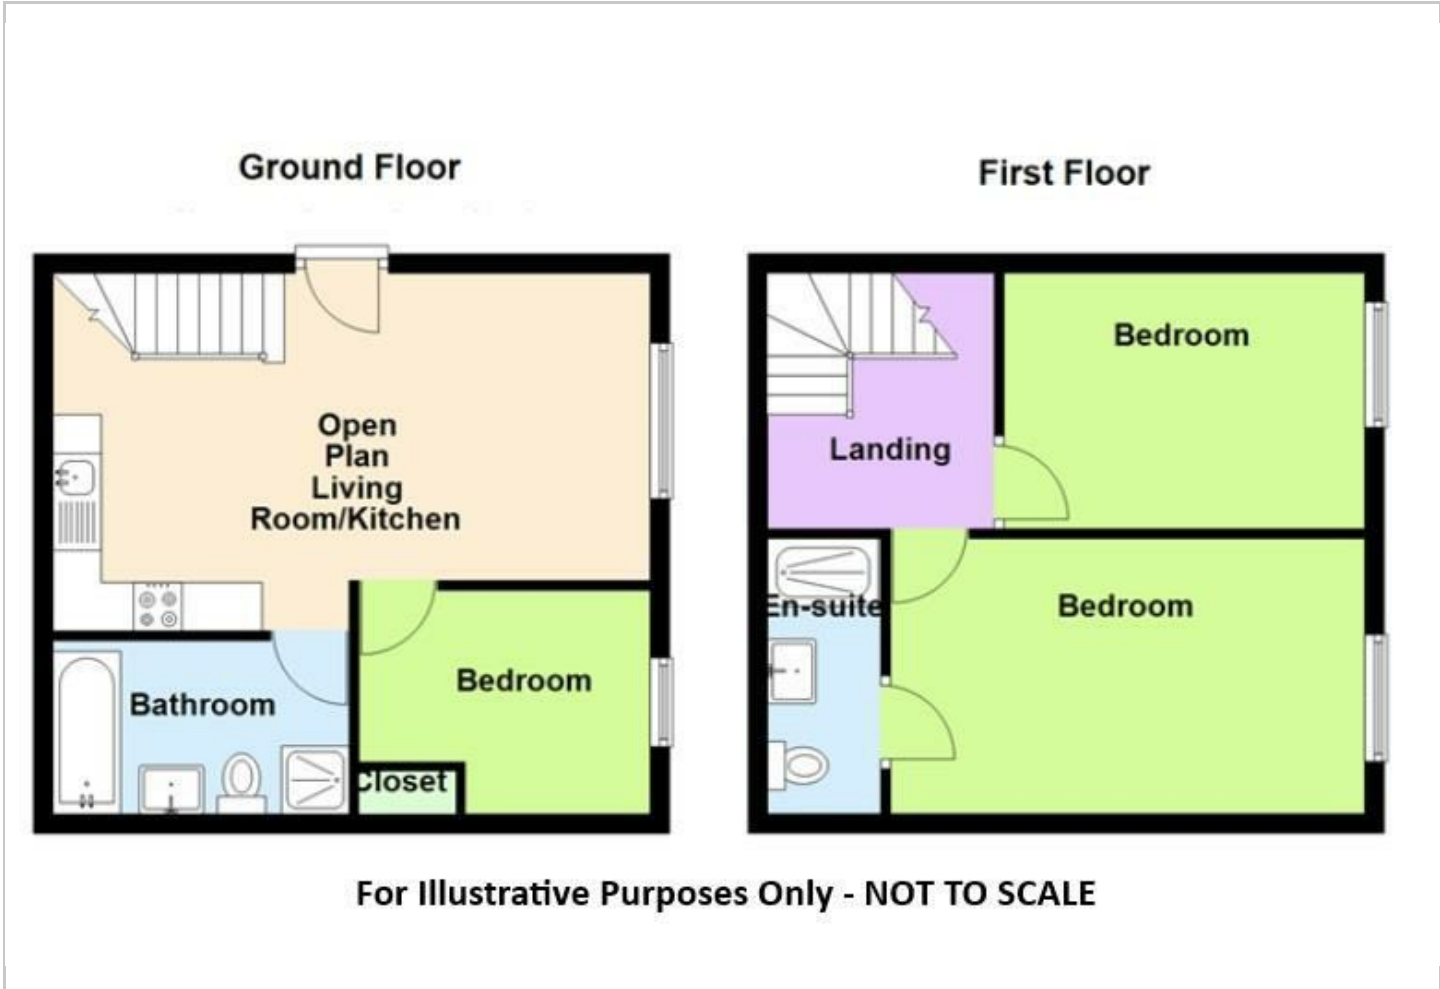 Ground Floor
First Floor
Open
Plan
Living
Room/Kitchen
Bathroom
Bedroom
Closet
Bedroom
Landing
En-suite
Bedroom
For Illustrative Purposes Only - NOT TO SCALE